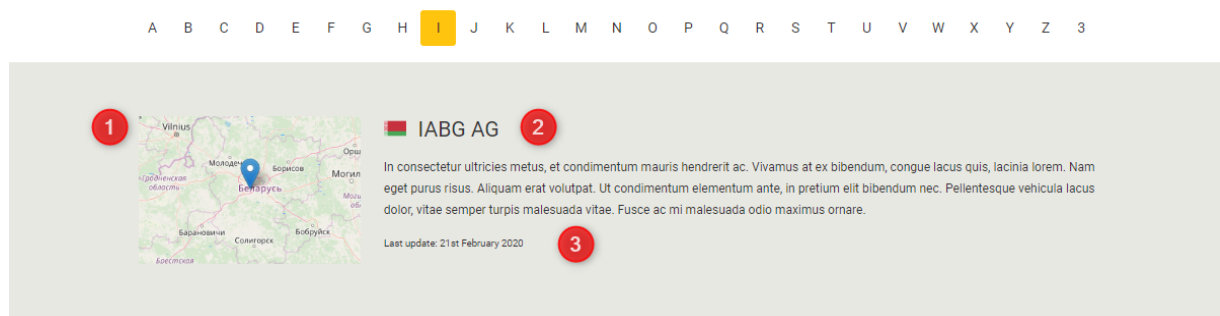 A B C D E F G H I J K L M N O P Q R S T U V W X Y Z 3
1
Vilnius
Молодечно
Борисов
Орш
Могил
Гродненская
область
Беларусь
Барановичи
Солигорск
Бобруйск
Брестская
IABG AG
2
In consectetur ultricies metus, et condimentum mauris hendrerit ac. Vivamus at ex bibendum, congue lacus quis, lacinia lorem. Nam
eget purus risus. Aliquam erat volutpat. Ut condimentum elementum ante, in pretium elit bibendum nec. Pellentesque vehicula lacus
dolor, vitae semper turpis malesuada vitae. Fusce ac mi malesuada odio maximus ornare.
Last update: 21st February 2020
3